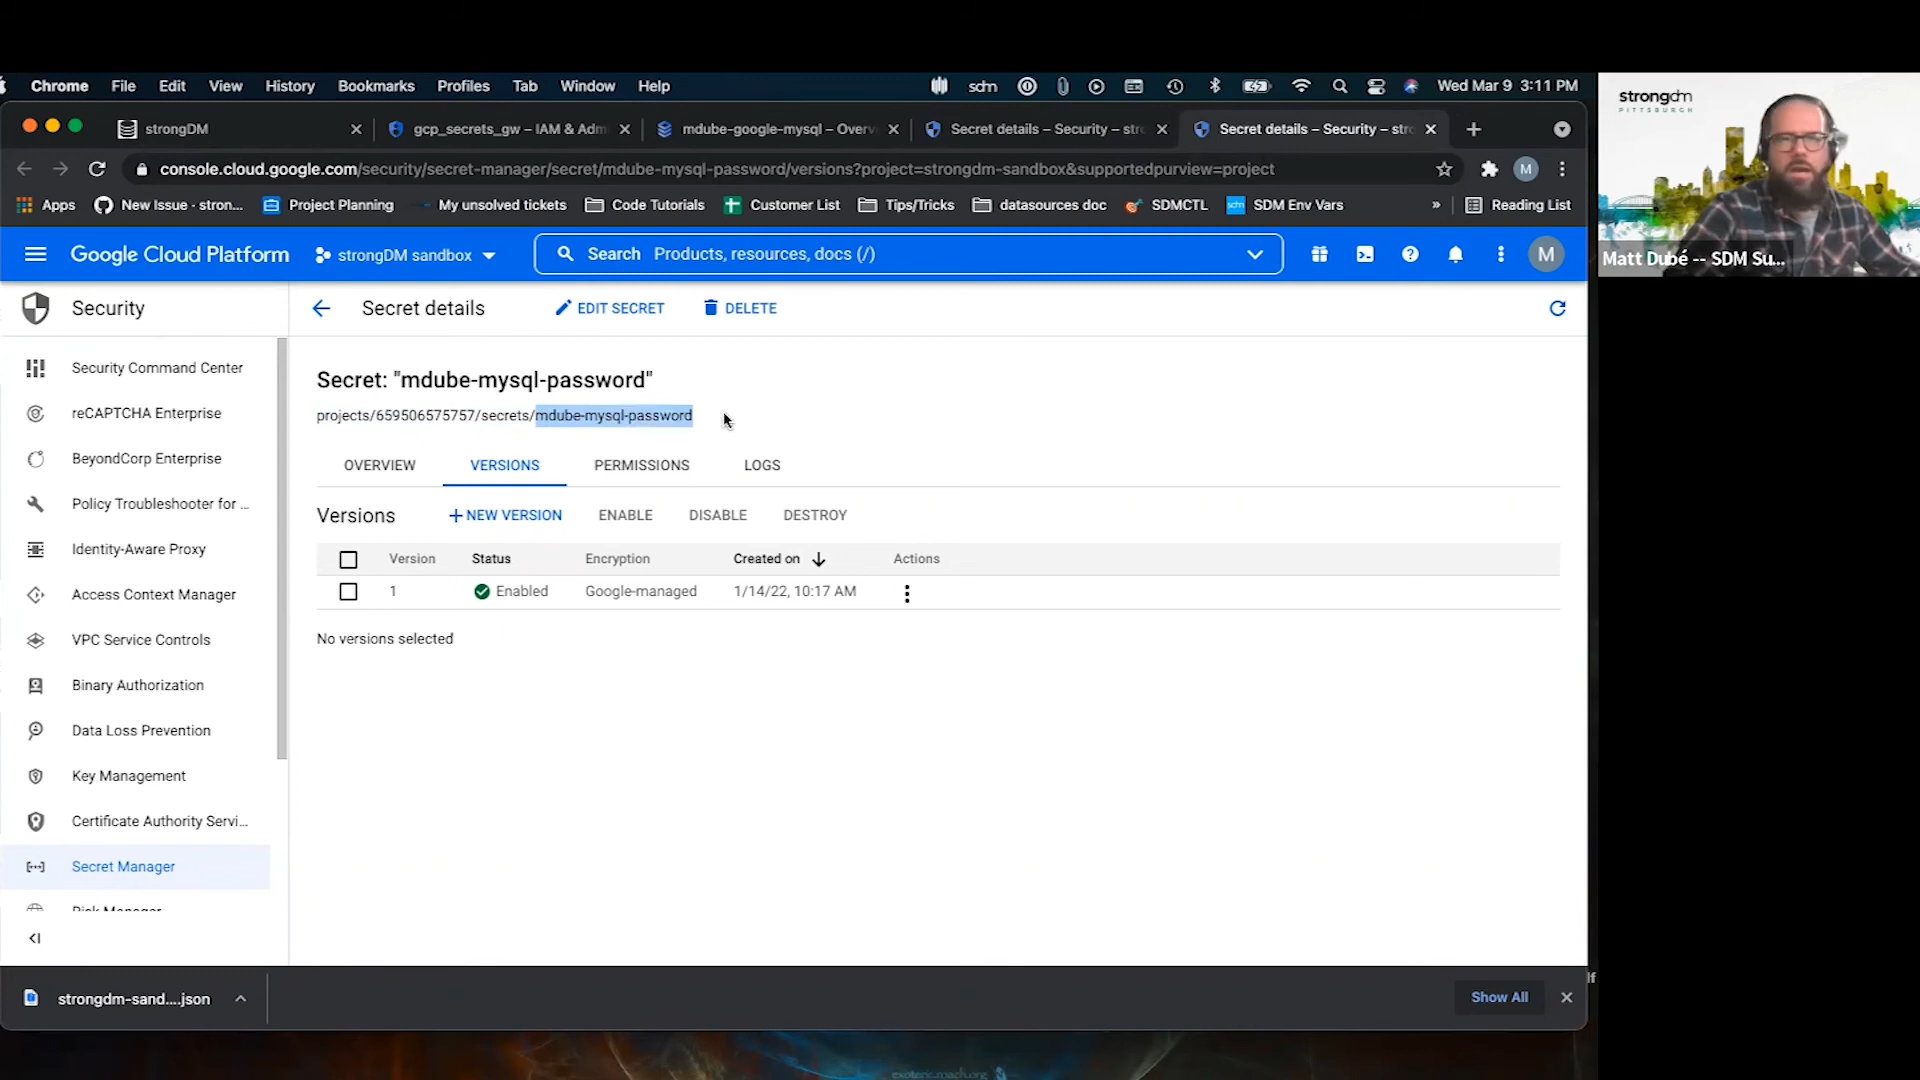 Chrome File Edit View History Bookmarks Profiles Tab Window Help sdm Wed Mar 9 3:11 PM
strongDM gcp_secrets_gw – IAM & Adm mdube-google-mysql – Overv Secret details – Security – str Secret details – Security – str
console.cloud.google.com/security/secret-manager/secret/mdube-mysql-password/versions?project=strongdm-sandbox&supportedpurview=project M
Apps New Issue · stron... Project Planning My unsolved tickets Code Tutorials Customer List Tips/Tricks datasources doc SDMCTL sdm SDM Env Vars » Reading List
Google Cloud Platform strongDM sandbox Search Products, resources, docs (/) M
Security
Secret details EDIT SECRET DELETE
Security Command Center
reCAPTCHA Enterprise
BeyondCorp Enterprise
Policy Troubleshooter for ...
Identity-Aware Proxy
Access Context Manager
VPC Service Controls
Binary Authorization
Data Loss Prevention
Key Management
Certificate Authority Servi...
Secret Manager
Risk Manager
Secret: "mdube-mysql-password"
projects/659506575757/secrets/mdube-mysql-password
OVERVIEW VERSIONS PERMISSIONS LOGS
Versions + NEW VERSION ENABLE DISABLE DESTROY
Version Status Encryption Created on Actions
1 Enabled Google-managed 1/14/22, 10:17 AM
No versions selected
strongdm-sand....json Show All
strongdm
PITTSBURGH
Matt Dubé -- SDM Su...